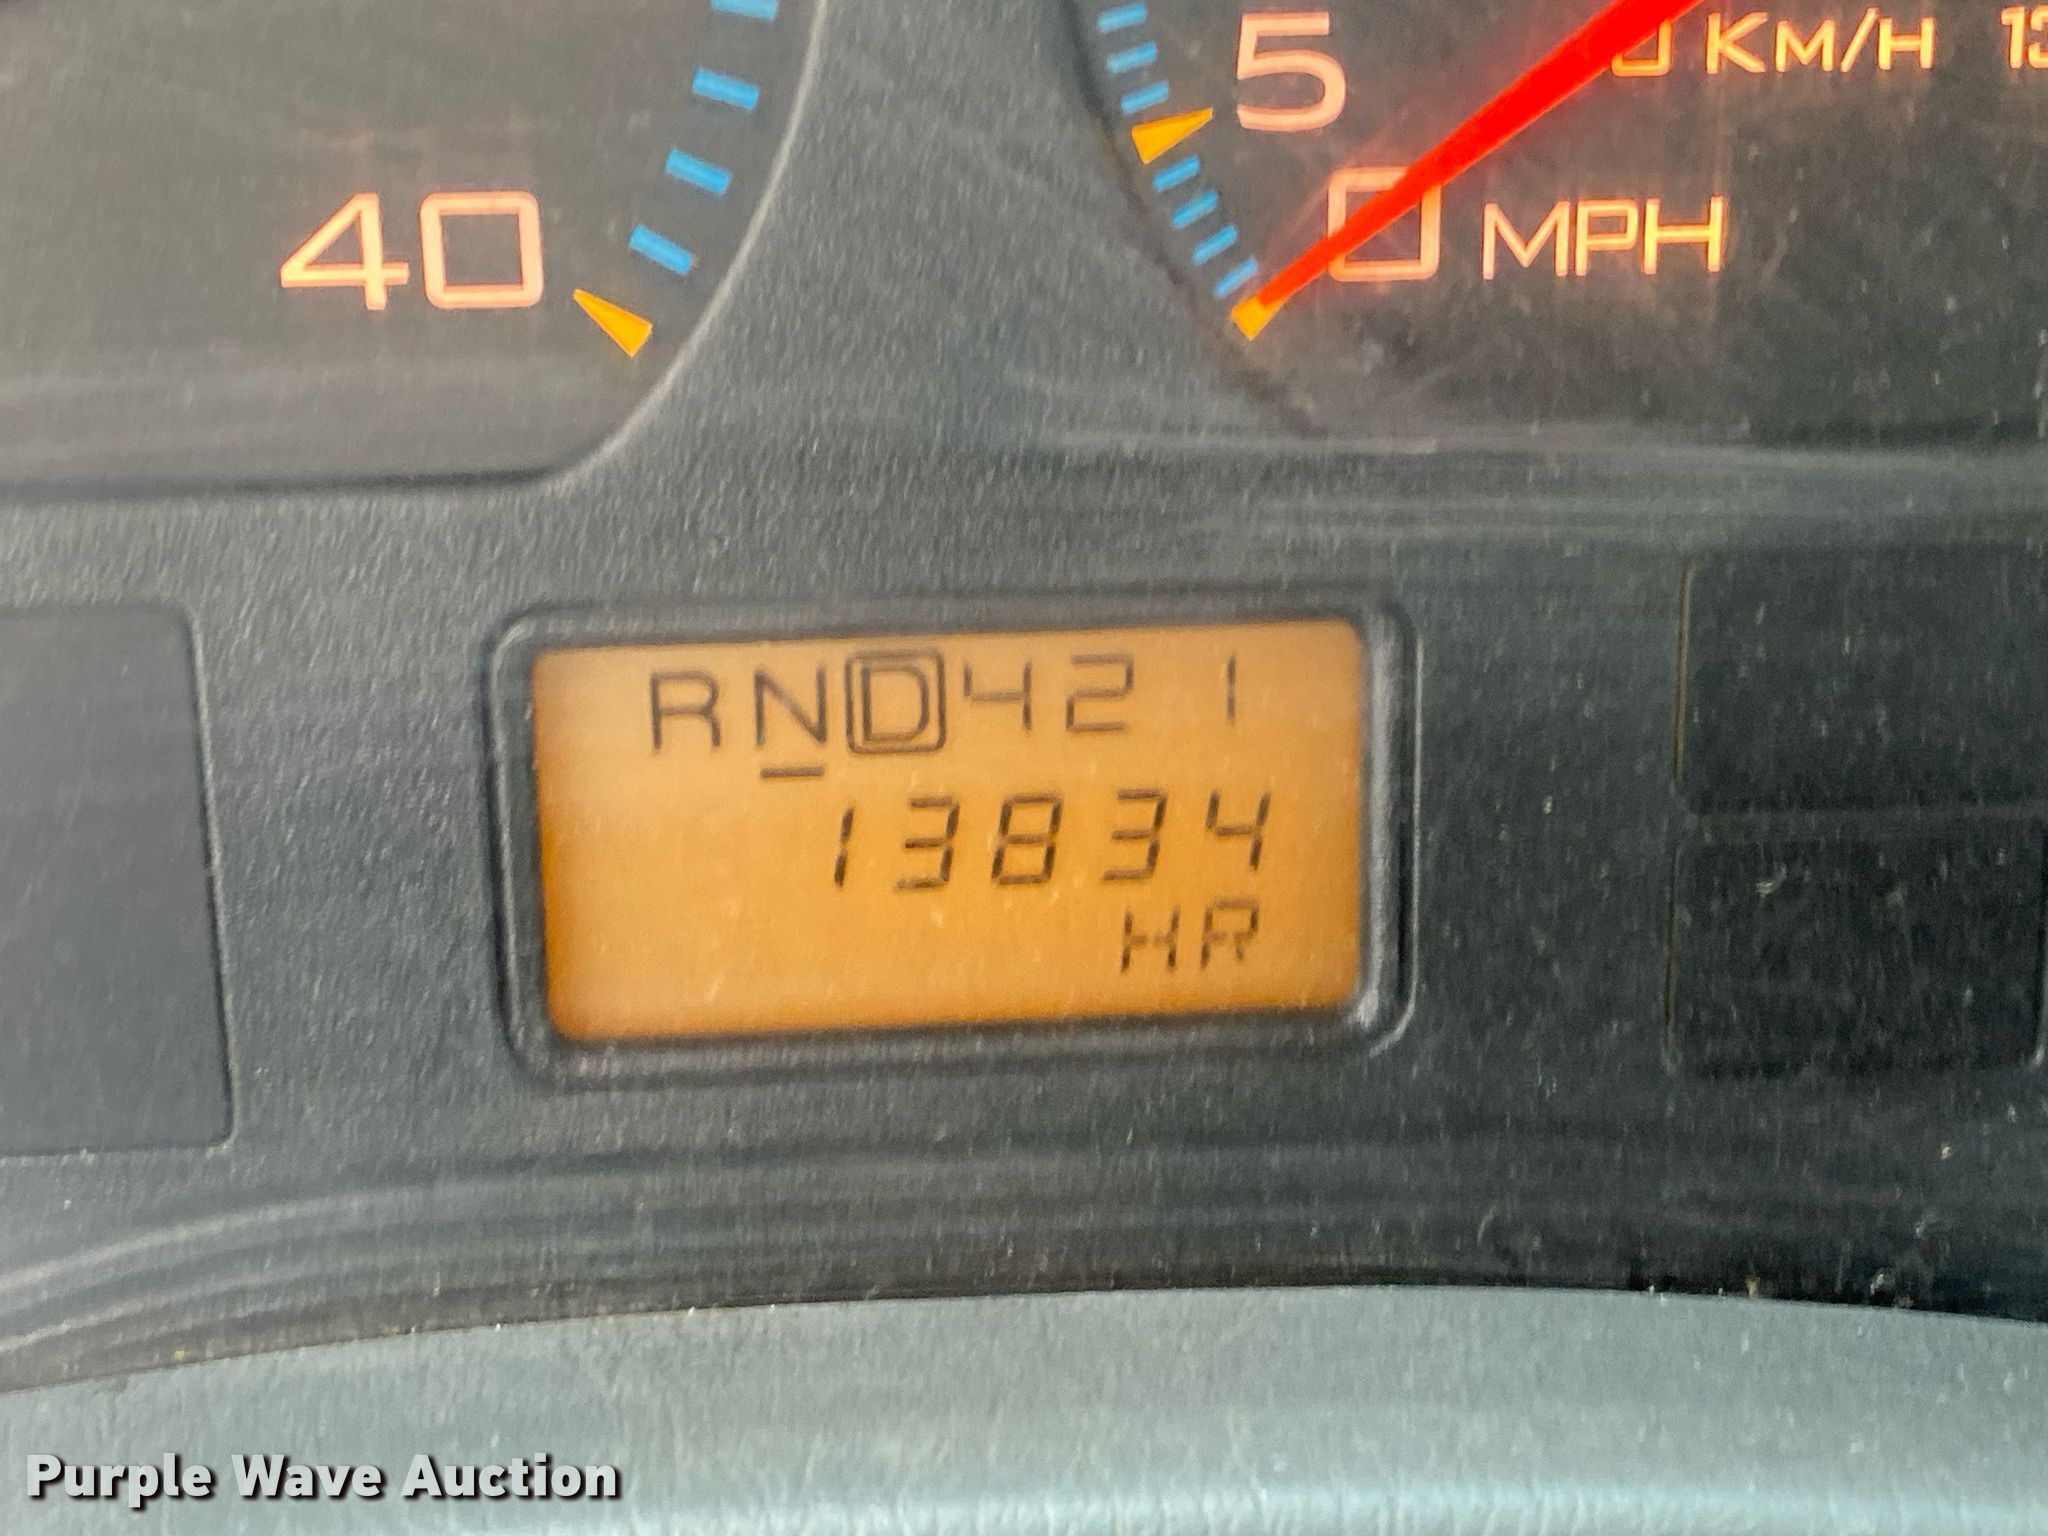 40
5
0 MPH
KM/H
RND421
13834
HR
Purple Wave Auction